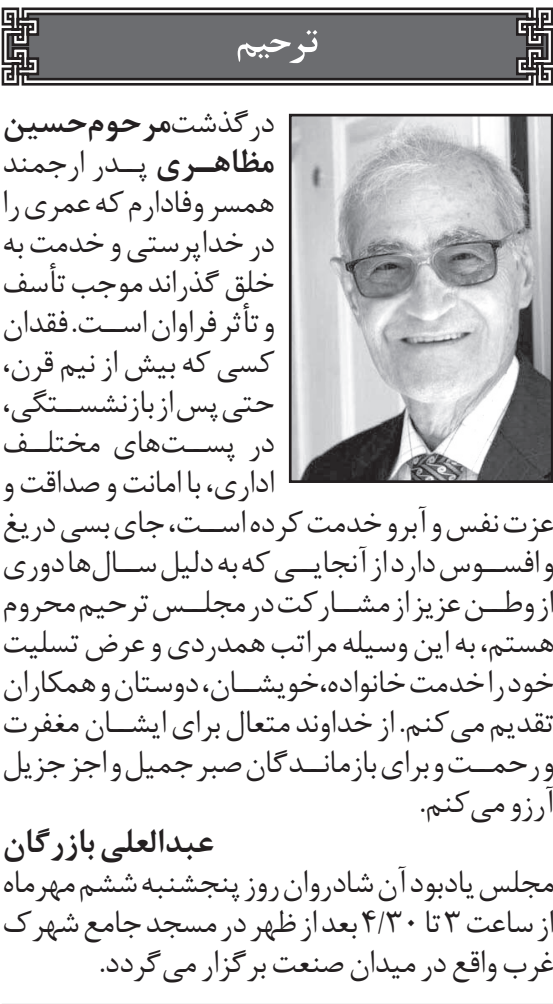 ترحیم
درگذشت مرحوم حسین
مظاهری پدر ارجمند
همسر وفادارم که عمری را
در خداپرستی و خدمت به
خلق گذراند موجب تأسف
و تأثر فراوان است. فقدان
کسی که بیش از نیم قرن،
حتی پس از بازنشستگی،
در پست‌های مختلف
اداری، با امانت و صداقت و
عزت نفس و آبرو خدمت کرده است، جای بسی دریغ
و افسوس دارد از آنجایی که به دلیل سال‌ها دوری
از وطن عزیز از مشارکت در مجلس ترحیم محروم
هستم، به این وسیله مراتب همدردی و عرض تسلیت
خود را خدمت خانواده،خویشان، دوستان و همکاران
تقدیم می‌کنم. از خداوند متعال برای ایشان مغفرت
و رحمت و برای بازماندگان صبر جمیل و اجز جزیل
آرزو می‌کنم.
عبدالعلی بازرگان
مجلس یادبود آن شادروان روز پنجشنبه ششم مهرماه
از ساعت ۳ تا ۴/۳۰ بعد از ظهر در مسجد جامع شهرک
غرب واقع در میدان صنعت برگزار می‌گردد.